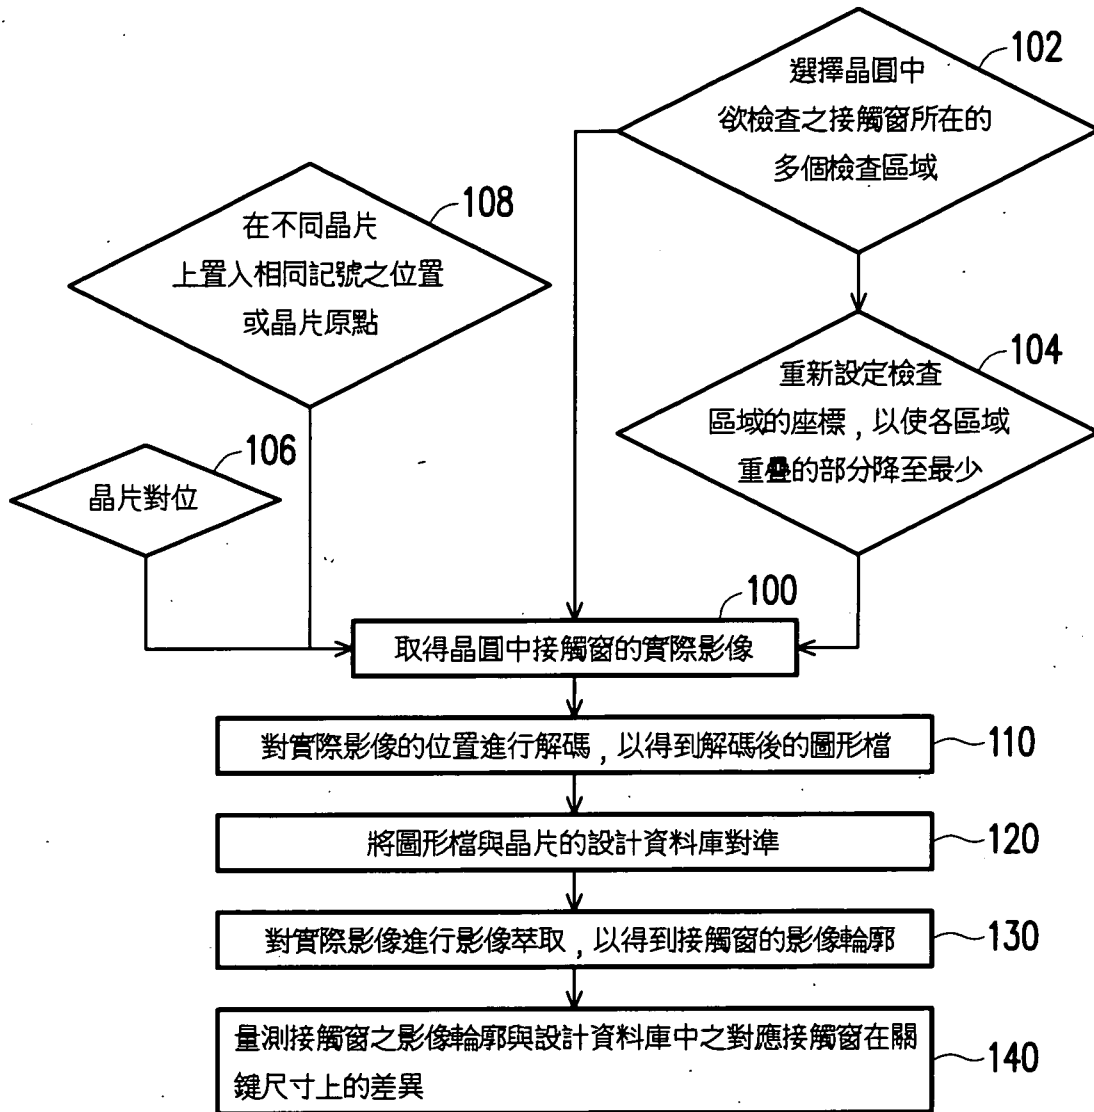 102
選擇晶圓中
欲檢查之接觸窗所在的
多個檢查區域
108
在不同晶片
上置入相同記號之位置
或晶片原點
104
重新設定檢查
區域的座標，以使各區域
重疊的部分降至最少
106
晶片對位
100
取得晶圓中接觸窗的實際影像
對實際影像的位置進行解碼，以得到解碼後的圖形檔
110
將圖形檔與晶片的設計資料庫對準
120
對實際影像進行影像萃取，以得到接觸窗的影像輪廓
130
量測接觸窗之影像輪廓與設計資料庫中之對應接觸窗在關
鍵尺寸上的差異
140